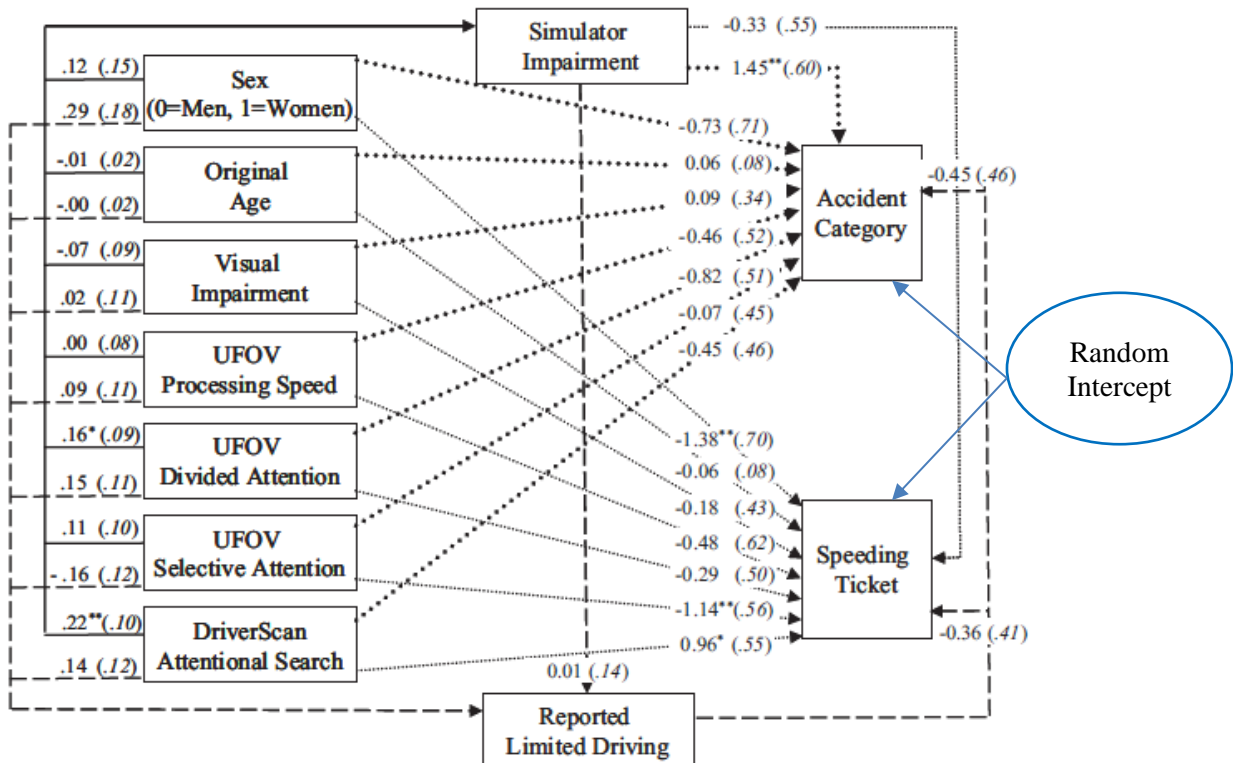 Simulator
Impairment
-0.33 (.55)
1.45** (.60)
.12 (.15)
.29 (.18)
Sex
(0=Men, 1=Women)
-0.73 (.71)
-.01 (.02)
-.00 (.02)
Original
Age
0.06 (.08)
-.07 (.09)
.02 (.11)
Visual
Impairment
0.09 (.34)
.00 (.08)
.09 (.11)
UFOV
Processing Speed
-0.46 (.52)
.16* (.09)
.15 (.11)
UFOV
Divided Attention
-0.82 (.51)
.11 (.10)
-.16 (.12)
UFOV
Selective Attention
-0.07 (.45)
.22** (.10)
.14 (.12)
DriverScan
Attentional Search
-0.45 (.46)
Accident
Category
-0.45 (.46)
Random
Intercept
-1.38** (.70)
-0.06 (.08)
-0.18 (.43)
-0.48 (.62)
-0.29 (.50)
-1.14** (.56)
0.96* (.55)
Speeding
Ticket
-0.36 (.41)
0.01 (.14)
Reported
Limited Driving